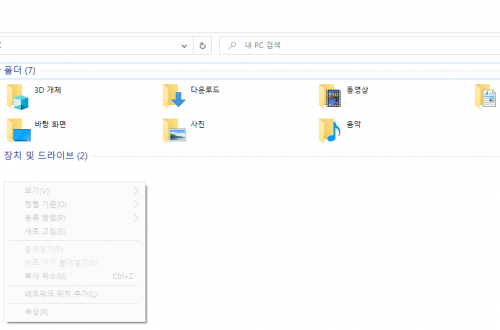 내 PC 검색
폴더 (7)
3D 개체
다운로드
동영상
바탕 화면
사진
음악
장치 및 드라이브 (2)
보기(V)
정렬 기준(O)
분류 방법(P)
새로 고침(E)
붙여넣기(P)
바로 가기 붙여넣기(S)
복사 취소(U) Ctrl+Z
네트워크 위치 추가(L)
속성(R)